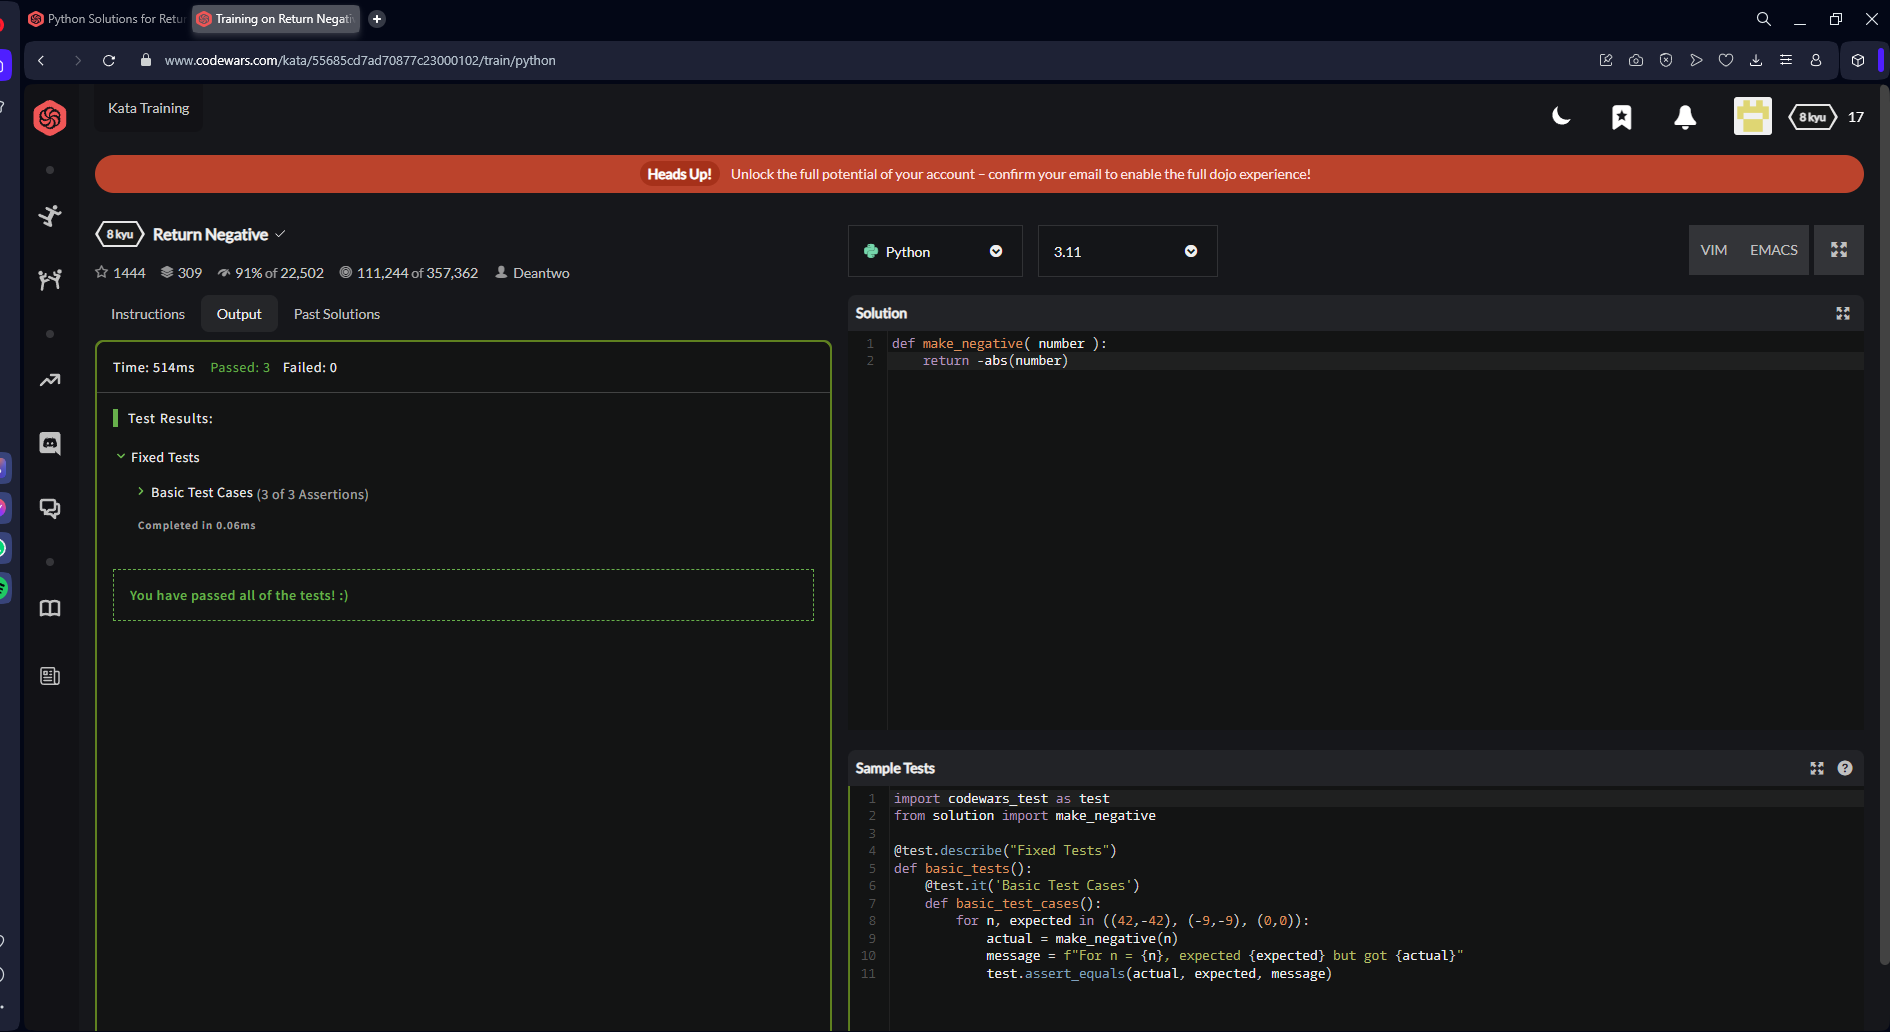 Python Solutions for Retur
Training on Return Negativ
www.codewars.com/kata/55685cd7ad70877c23000102/train/python
Kata Training
8 kyu 17
Heads Up! Unlock the full potential of your account – confirm your email to enable the full dojo experience!
8 kyu Return Negative
1444 309 91% of 22,502 111,244 of 357,362 Deantwo
Instructions Output Past Solutions
Time: 514ms Passed: 3 Failed: 0
Test Results:
Fixed Tests
Basic Test Cases (3 of 3 Assertions)
Completed in 0.06ms
You have passed all of the tests! :)
Python 3.11 VIM EMACS
Solution
1 def make_negative( number ):
2 return -abs(number)
Sample Tests
1 import codewars_test as test
2 from solution import make_negative
3
4 @test.describe("Fixed Tests")
5 def basic_tests():
6 @test.it('Basic Test Cases')
7 def basic_test_cases():
8 for n, expected in ((42,-42), (-9,-9), (0,0)):
9 actual = make_negative(n)
10 message = f"For n = {n}, expected {expected} but got {actual}"
11 test.assert_equals(actual, expected, message)